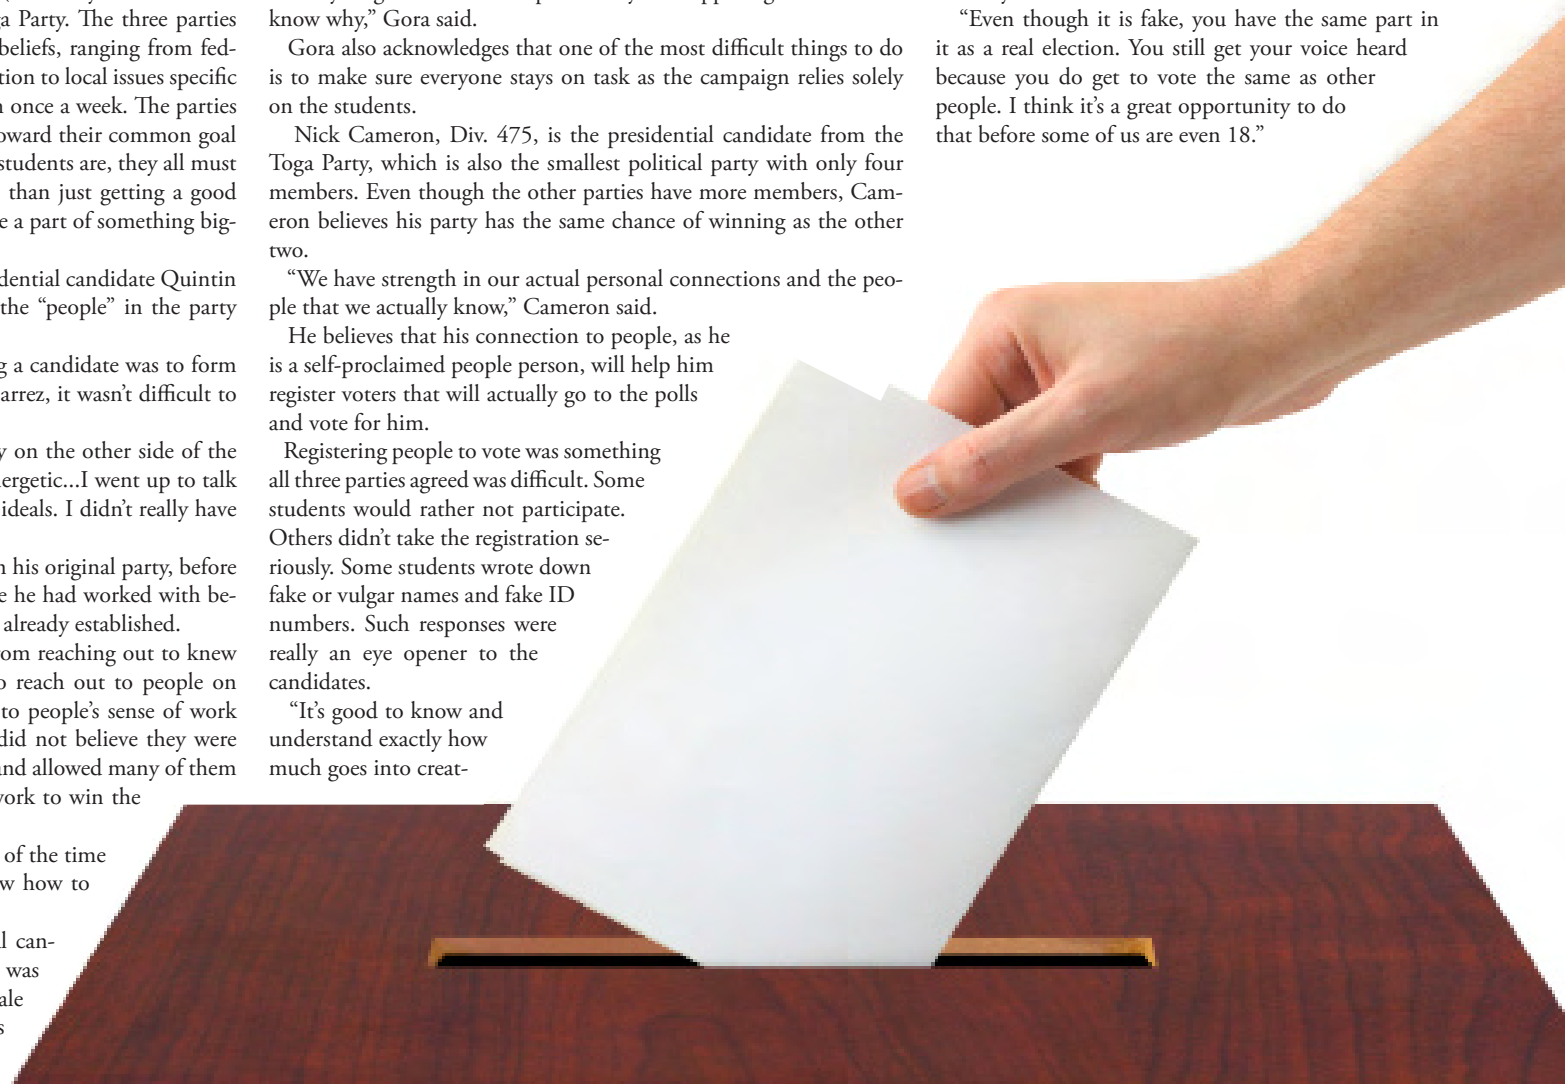 a Party. The three parties
beliefs, ranging from fed-
tion to local issues specific
once a week. The parties
oward their common goal
students are, they all must
than just getting a good
e a part of something big-
dential candidate Quintin
the “people” in the party
g a candidate was to form
arrez, it wasn’t difficult to
y on the other side of the
ergetic...I went up to talk
ideals. I didn’t really have
his original party, before
e he had worked with be-
already established.
om reaching out to knew
o reach out to people on
to people’s sense of work
did not believe they were
nd allowed many of them
ork to win the
of the time
w how to
l can-
was
ale
s
know why,” Gora said.
Gora also acknowledges that one of the most difficult things to do
is to make sure everyone stays on task as the campaign relies solely
on the students.
Nick Cameron, Div. 475, is the presidential candidate from the
Toga Party, which is also the smallest political party with only four
members. Even though the other parties have more members, Cam-
eron believes his party has the same chance of winning as the other
two.
“We have strength in our actual personal connections and the peo-
ple that we actually know,” Cameron said.
He believes that his connection to people, as he
is a self-proclaimed people person, will help him
register voters that will actually go to the polls
and vote for him.
Registering people to vote was something
all three parties agreed was difficult. Some
students would rather not participate.
Others didn’t take the registration se-
riously. Some students wrote down
fake or vulgar names and fake ID
numbers. Such responses were
really an eye opener to the
candidates.
“It’s good to know and
understand exactly how
much goes into creat-
“Even though it is fake, you have the same part in
it as a real election. You still get your voice heard
because you do get to vote the same as other
people. I think it’s a great opportunity to do
that before some of us are even 18.”